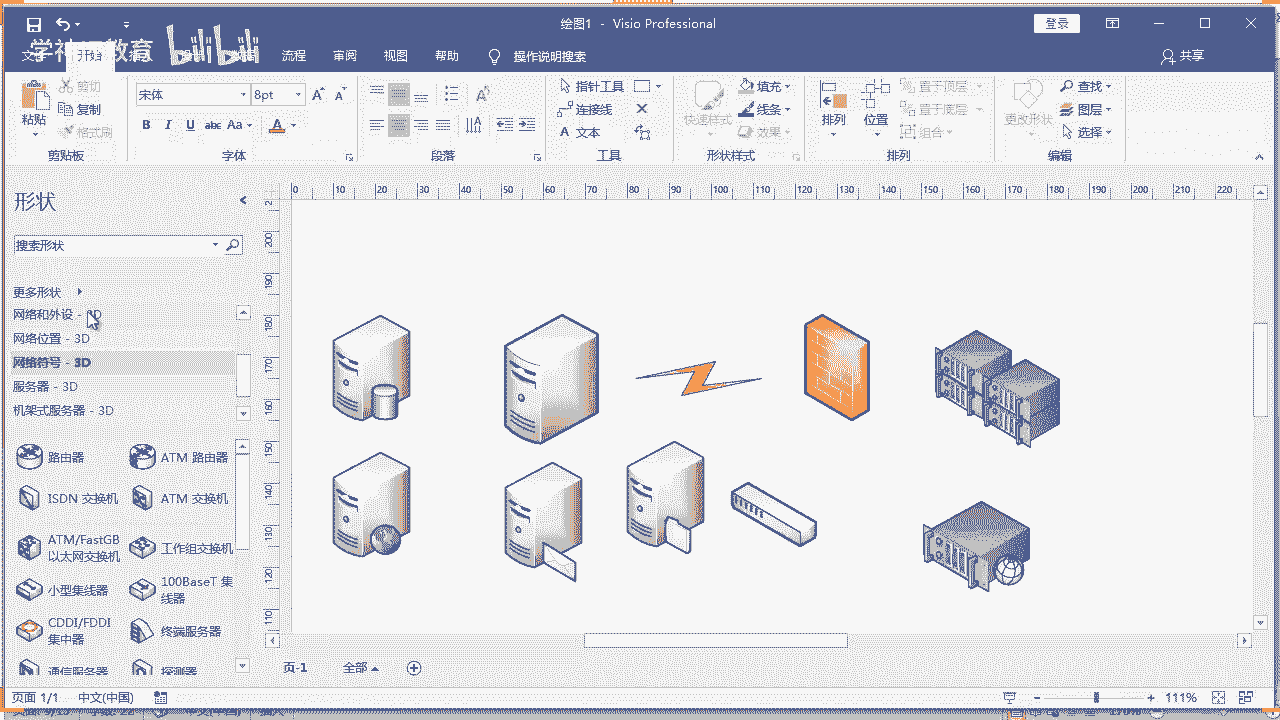 绘图1 - Visio Professional
登录
学神 教育 bilibili
文 开始 流程 审阅 视图 帮助 操作说明搜索 共享
粘贴 剪切 复制 格式刷
宋体 8pt
B I U abc Aa A
指针工具 连接线 文本
快速样式 填充 线条 效果
排列 位置 置于顶层 置于底层 组合
更改形状 查找 图层 选择
剪贴板 字体 段落 工具 形状样式 排列 编辑
形状
搜索形状
更多形状
网络和外设 - 3D
网络位置 - 3D
网络符号 - 3D
服务器 - 3D
机架式服务器 - 3D
路由器 ATM 路由器
ISDN 交换机 ATM 交换机
ATM/FastGB 以太网交换机 工作组交换机
小型集线器 100BaseT 集线器
CDDI/FDDI 集中器 终端服务器
通信服务器 探测器
0 10 20 30 40 50 60 70 80 90 100 110 120 130 140 150 160 170 180 190 200 210 220
200 190 180 170 160 150 140 130 120 110
页-1 全部
页面 1/1 中文(中国) 111%